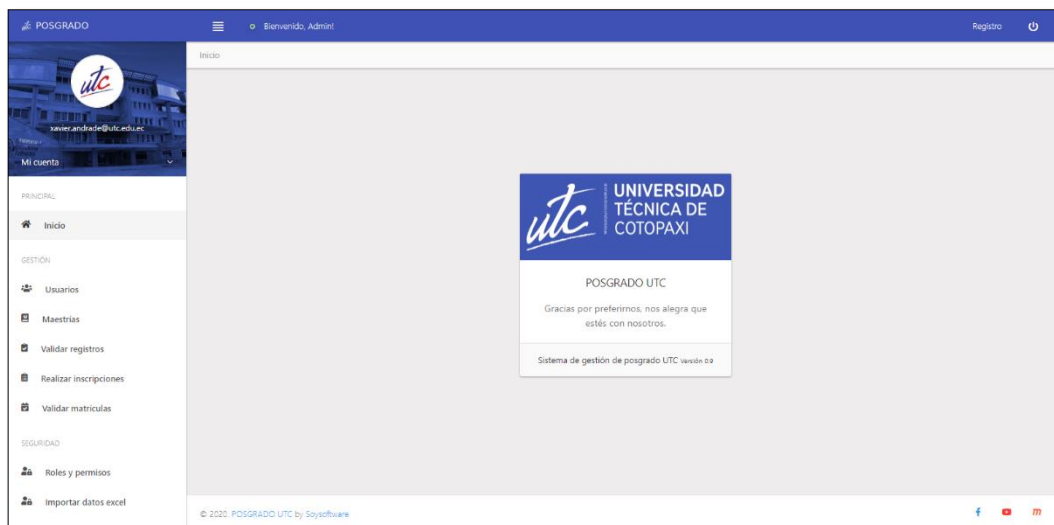 POSGRADO
Bienvenido, Admin!
Registro
Inicio
utc
xavier.andrade@utc.edu.ec
Mi cuenta
PRINCIPAL
Inicio
GESTIÓN
Usuarios
Maestrías
Validar registros
Realizar inscripciones
Validar matrículas
SEGURIDAD
Roles y permisos
Importar datos excel
utc
UNIVERSIDAD
TÉCNICA DE
COTOPAXI
POSGRADO UTC
Gracias por preferirnos, nos alegra que
estés con nosotros.
Sistema de gestión de posgrado UTC Versión 0.9
© 2020. POSGRADO UTC by Soysoftware